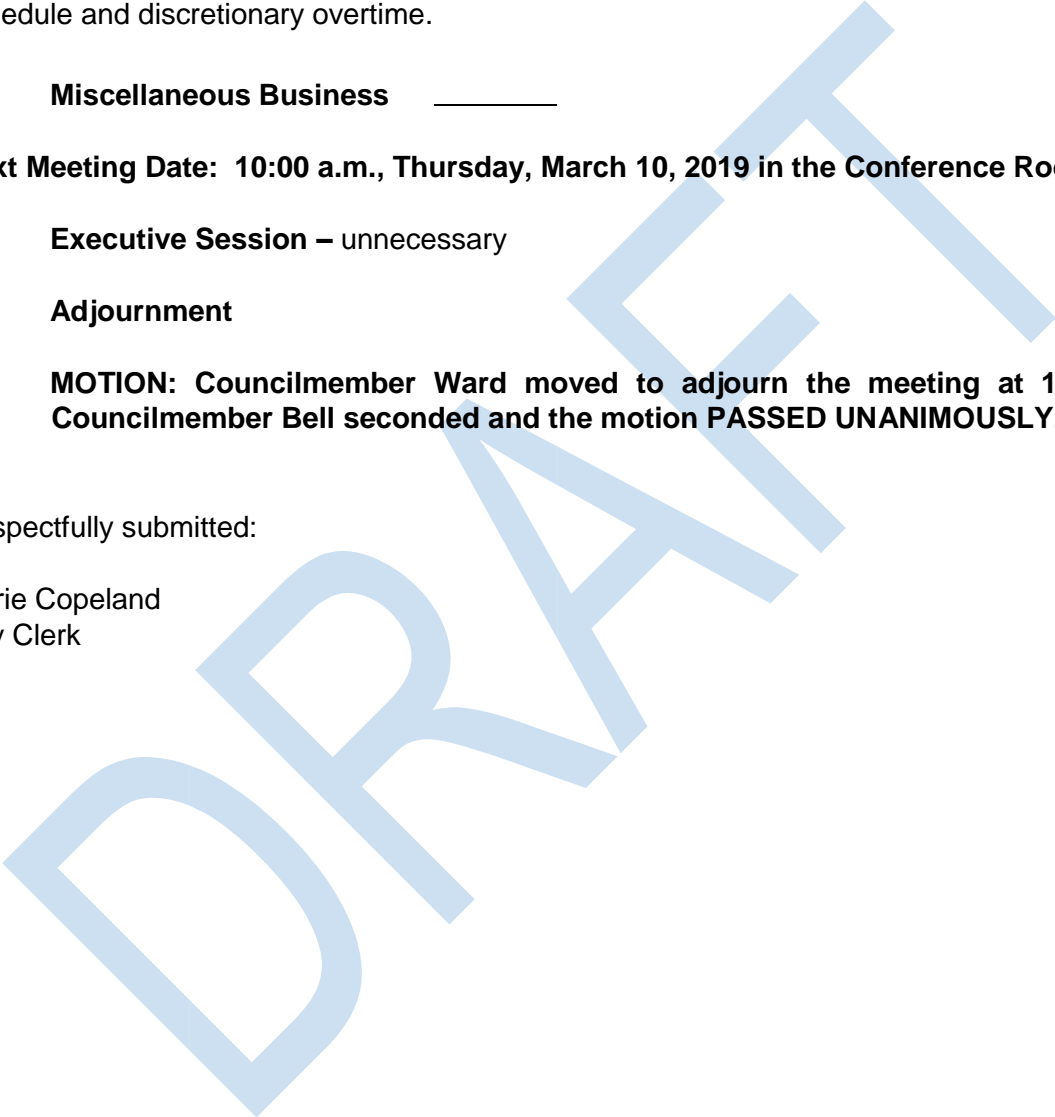 edule and discretionary overtime.
Miscellaneous Business
xt Meeting Date: 10:00 a.m., Thursday, March 10, 2019 in the Conference Roo
Executive Session – unnecessary
Adjournment
MOTION: Councilmember Ward moved to adjourn the meeting at 1
Councilmember Bell seconded and the motion PASSED UNANIMOUSLY.
spectfully submitted:
rie Copeland
y Clerk
DRAFT